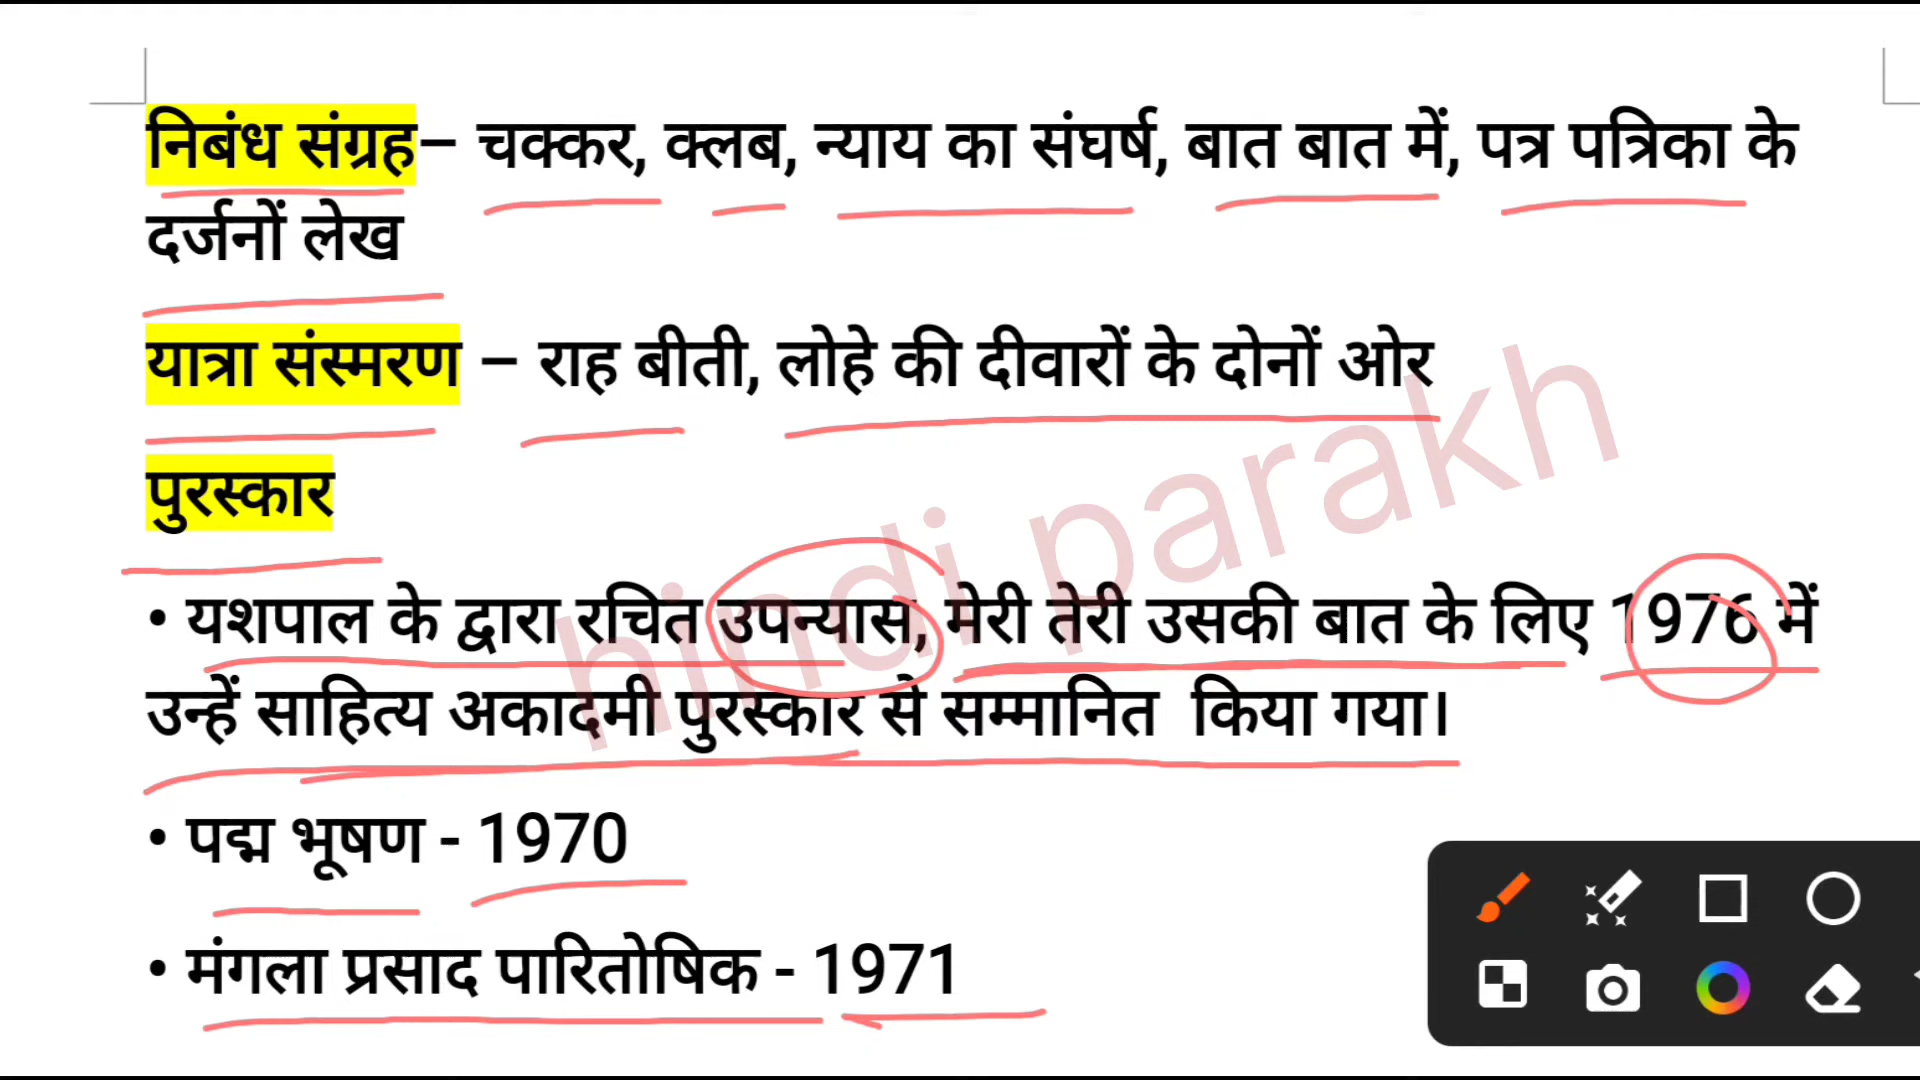 निबंध संग्रह– चक्कर, क्लब, न्याय का संघर्ष, बात बात में, पत्र पत्रिका के
दर्जनों लेख
यात्रा संस्मरण – राह बीती, लोहे की दीवारों के दोनों ओर
पुरस्कार
• यशपाल के द्वारा रचित उपन्यास, मेरी तेरी उसकी बात के लिए 1976 में
उन्हें साहित्य अकादमी पुरस्कार से सम्मानित किया गया।
• पद्म भूषण - 1970
• मंगला प्रसाद पारितोषिक - 1971
hindi parakh